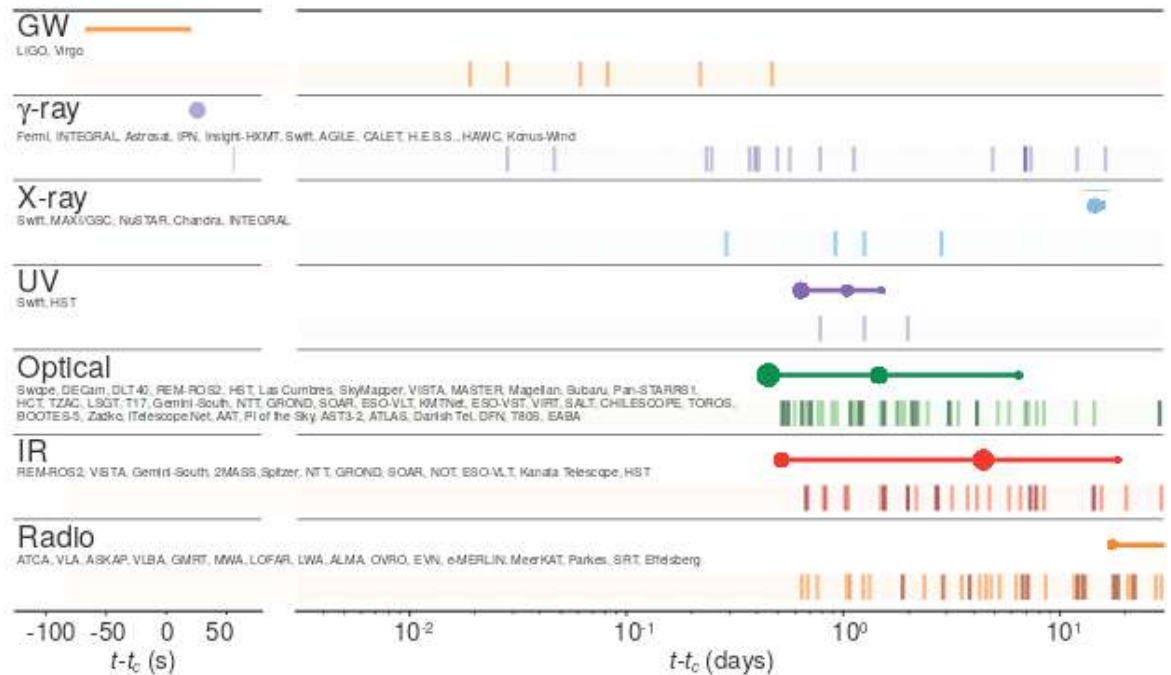 GW
LIGO, Virgo
γ-ray
Fermi, INTEGRAL, Astrosat, IPN, Insight-HXMT, Swift, AGILE, CALET, H.E.S.S., HAWC, Konus-Wind
X-ray
Swift, MAXI/GSC, NuSTAR, Chandra, INTEGRAL
UV
Swift, HST
Optical
Swope, DECam, DLT40, REM-ROS2, HST, Las Cumbres, SkyMapper, VISTA, MASTER, Magellan, Subaru, Pan-STARRS1,
HCT, TZAC, LSGT, T17, Gemini-South, NTT, GROND, SOAR, ESO-VLT, KMTNet, ESO-VST, VIRT, SALT, CHILESCOPE, TOROS,
BOOTES-5, Zadko, iTelescope.Net, AAT, Pi of the Sky, AST3-2, ATLAS, Danish Tel, DFN, T80S, EABA
IR
REM-ROS2, VISTA, Gemini-South, 2MASS,Spitzer, NTT, GROND, SOAR, NOT, ESO-VLT, Kanata Telescope, HST
Radio
ATCA, VLA, ASKAP, VLBA, GMRT, MWA, LOFAR, LWA, ALMA, OVRO, EVN, e-MERLIN, MeerKAT, Parkes, SRT, Effelsberg
-100 -50 0 50 10⁻² 10⁻¹ 10⁰ 10¹
t-t_c (s) t-t_c (days)